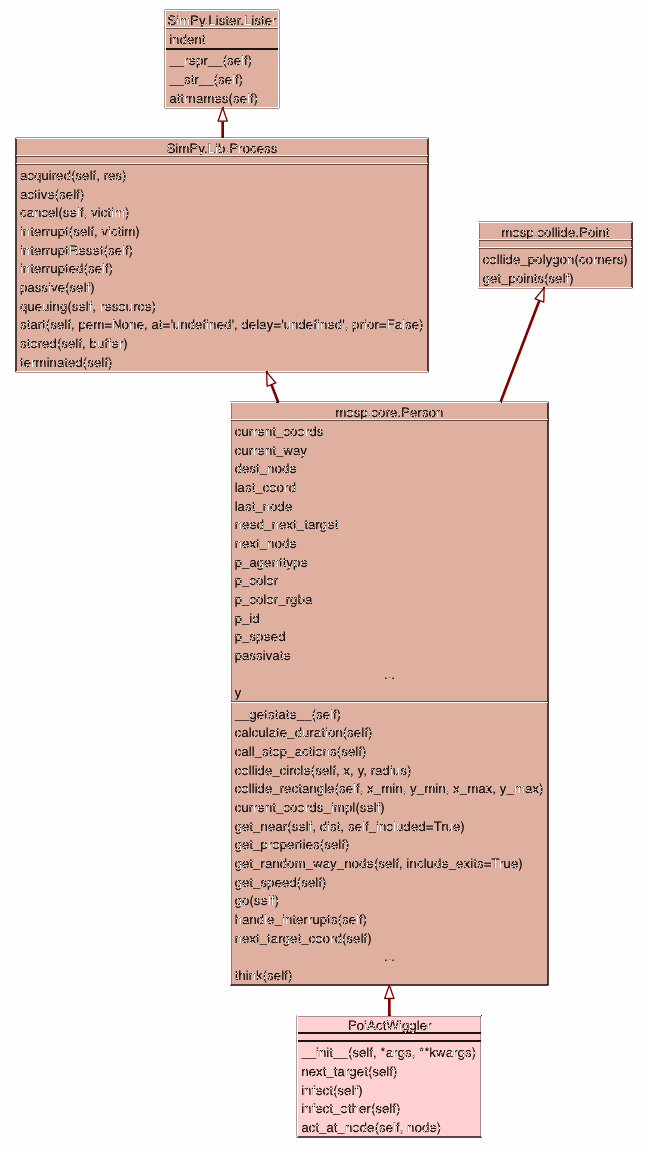 SimPy.Lister.Lister
indent
__repr__(self)
__str__(self)
attrnames(self)
SimPy.Lib.Process
acquired(self, res)
active(self)
cancel(self, victim)
interrupt(self, victim)
interruptReset(self)
interrupted(self)
passive(self)
queuing(self, resource)
start(self, pem=None, at='undefined', delay='undefined', prior=False)
stored(self, buffer)
terminated(self)
mosp.collide.Point
collide_polygon(corners)
get_points(self)
mosp.core.Person
current_coords
current_way
dest_node
last_coord
last_node
need_next_target
next_node
p_agenttype
p_color
p_color_rgba
p_id
p_speed
passivate
...
y
__getstate__(self)
calculate_duration(self)
call_stop_actions(self)
collide_circle(self, x, y, radius)
collide_rectangle(self, x_min, y_min, x_max, y_max)
current_coords_impl(self)
get_near(self, dist, self_included=True)
get_properties(self)
get_random_way_node(self, include_exits=True)
get_speed(self)
go(self)
handle_interrupts(self)
next_target_coord(self)
...
think(self)
PoiActWiggler
__init__(self, *args, **kwargs)
next_target(self)
infect(self)
infect_other(self)
act_at_node(self, node)